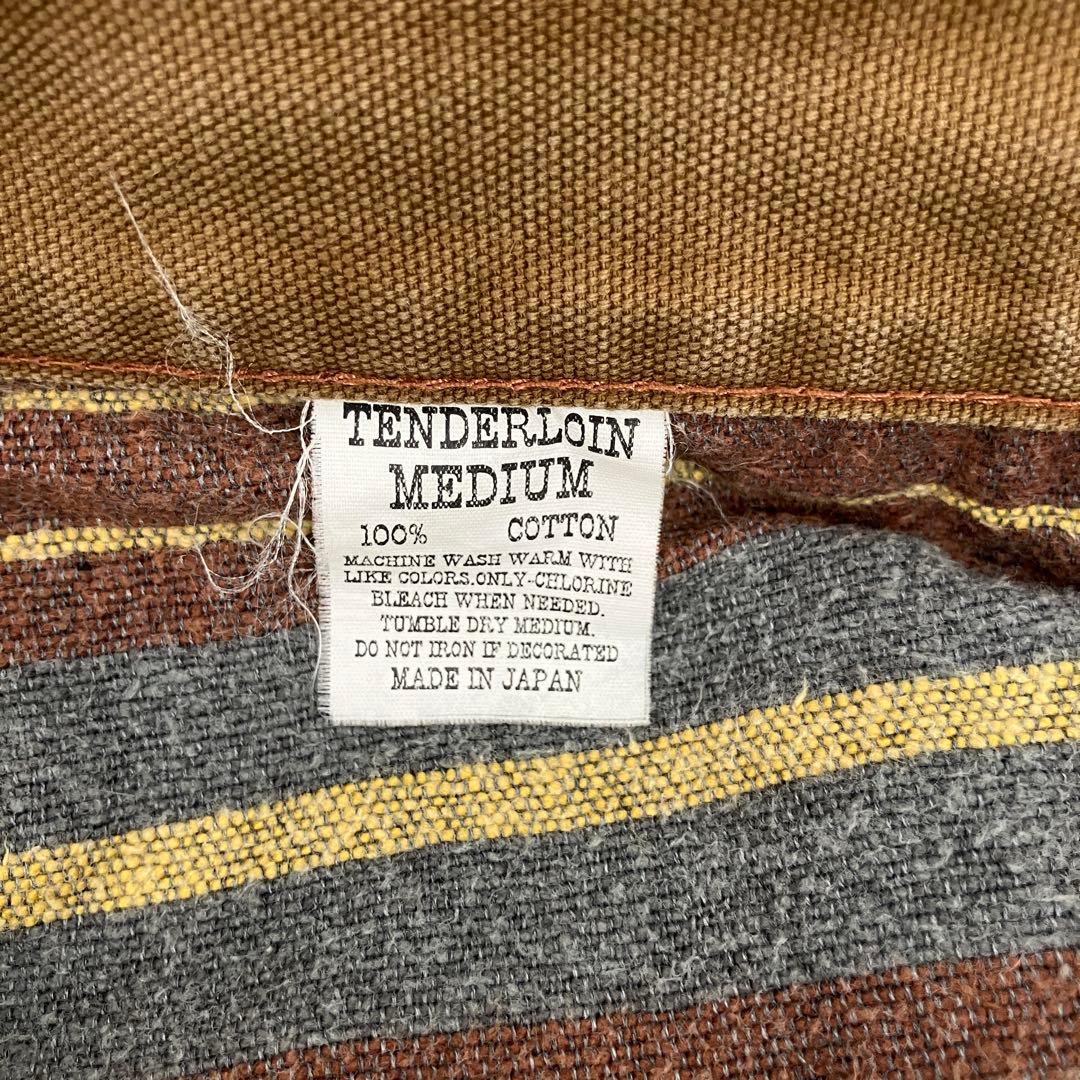 TENDERLOIN
MEDIUM
100% COTTON
MACHINE WASH WARM WITH
LIKE COLORS.ONLY-CHLORINE
BLEACH WHEN NEEDED.
TUMBLE DRY MEDIUM.
DO NOT IRON IF DECORATED
MADE IN JAPAN